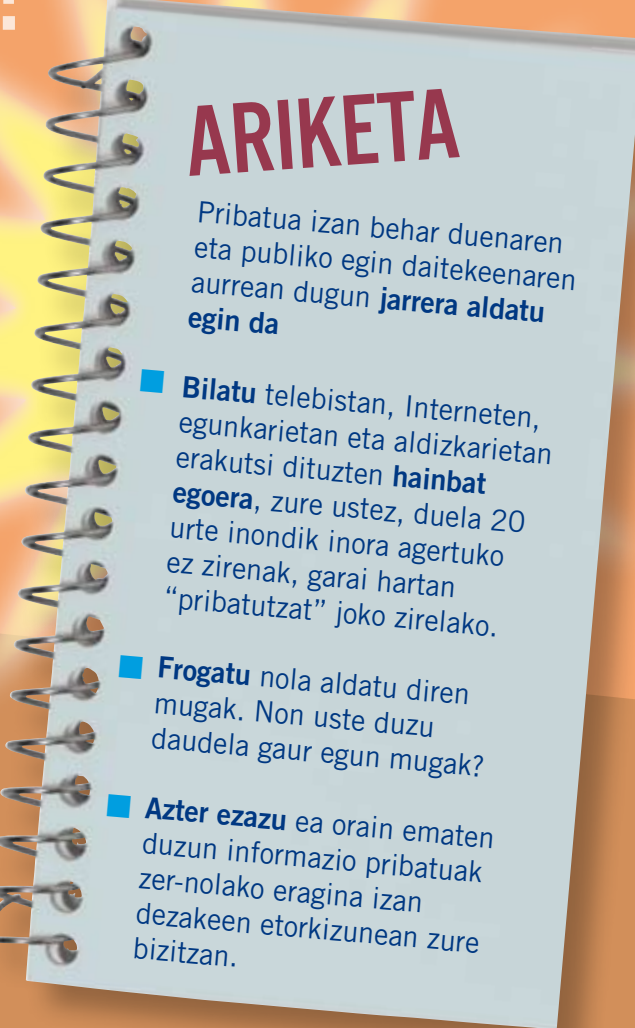 ARIKETA
Pribatua izan behar duenaren
eta publiko egin daitekeenaren
aurrean dugun jarrera aldatu
egin da
Bilatu telebistan, Interneten,
egunkarietan eta aldizkarietan
erakutsi dituzten hainbat
egoera, zure ustez, duela 20
urte inondik inora agertuko
ez zirenak, garai hartan
“pribatutzat” joko zirelako.
Frogatu nola aldatu diren
mugak. Non uste duzu
daudela gaur egun mugak?
Azter ezazu ea orain ematen
duzun informazio pribatuak
zer-nolako eragina izan
dezakeen etorkizunean zure
bizitzan.